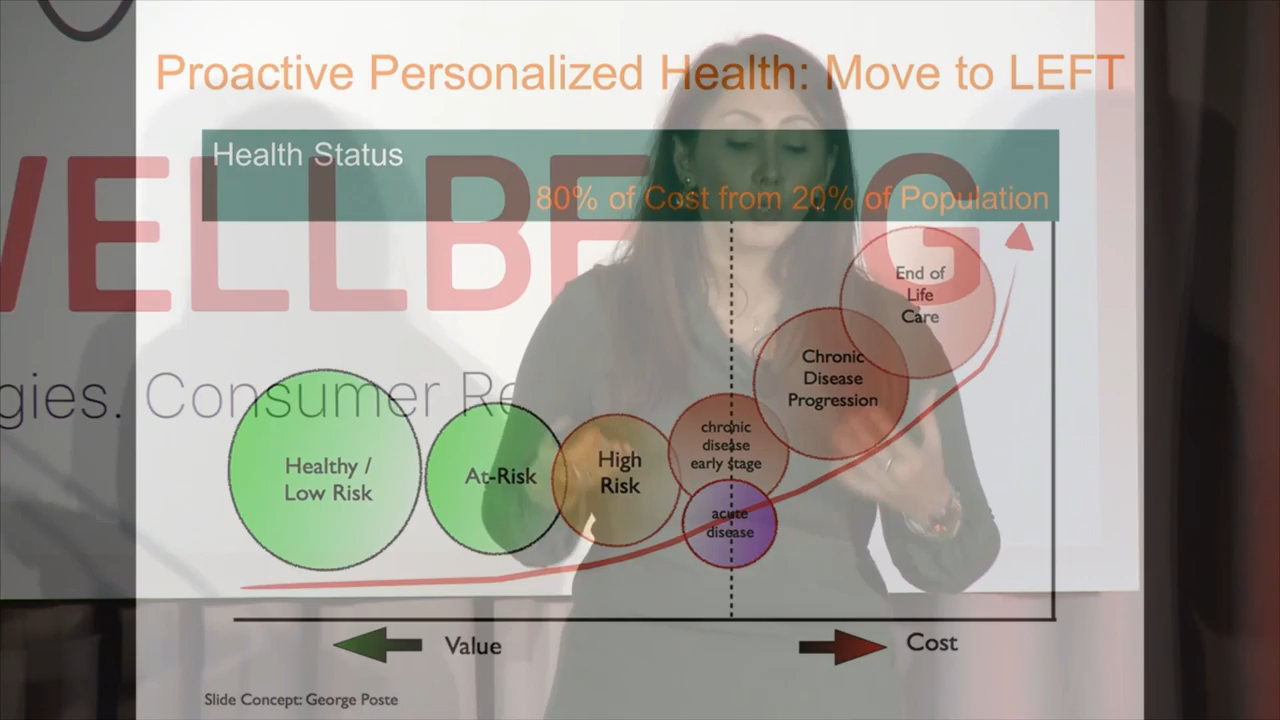 Proactive Personalized Health: Move to LEFT
Health Status
80% of Cost from 20% of Population
WELLBEING
gies. Consumer Re
End of
Life
Care
Chronic
Disease
Progression
chronic
disease
early stage
High
Risk
At-Risk
Healthy /
Low Risk
acute
disease
Value
Cost
Slide Concept: George Poste